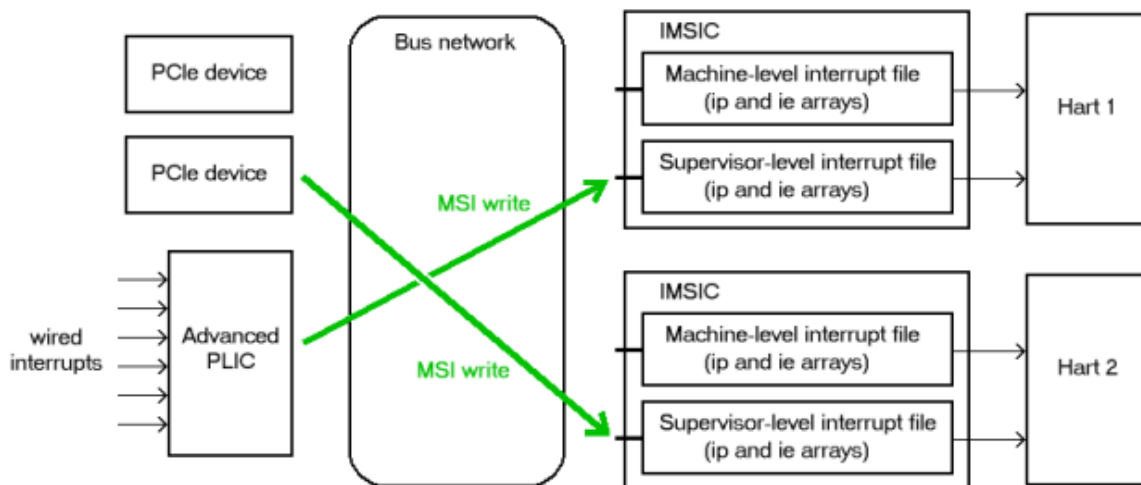 PCIe device
PCIe device
wired
interrupts
Advanced
PLIC
Bus network
MSI write
MSI write
IMSIC
Machine-level interrupt file
(ip and ie arrays)
Supervisor-level interrupt file
(ip and ie arrays)
Hart 1
IMSIC
Machine-level interrupt file
(ip and ie arrays)
Supervisor-level interrupt file
(ip and ie arrays)
Hart 2